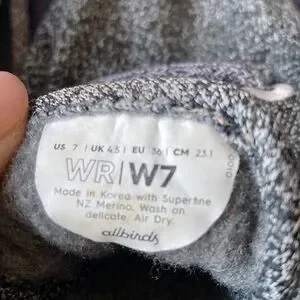 US 7 | UK 4.5 | EU 36 | CM 23.1
WR|W7
Made in Korea with Superfine
NZ Merino. Wash on
delicate. Air Dry.
allbirds